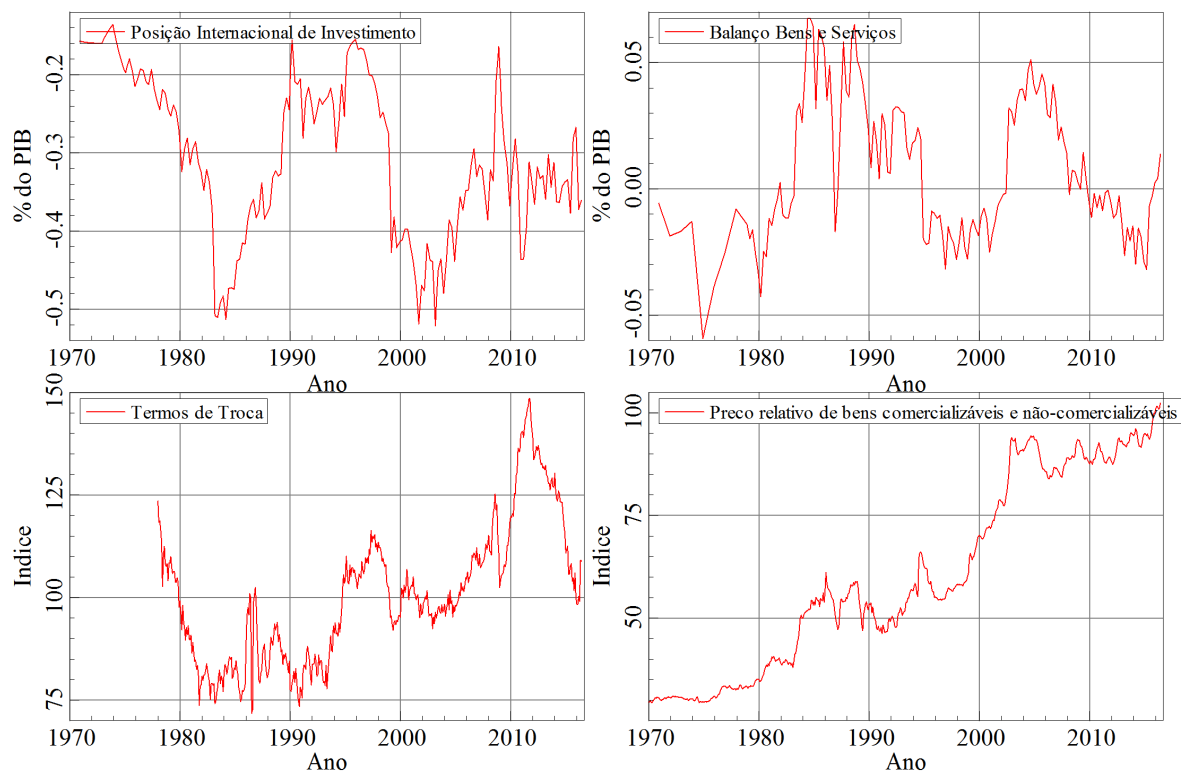 Posição Internacional de Investimento
% do PIB
-0.2
-0.3
-0.4
-0.5
1970
1980
1990
2000
2010
Ano
Balanço Bens e Serviços
% do PIB
0.05
0.00
-0.05
1970
1980
1990
2000
2010
Ano
Termos de Troca
Indice
150
125
100
75
1970
1980
1990
2000
2010
Ano
Preco relativo de bens comercializáveis e não-comercializáveis
Indice
100
75
50
1970
1980
1990
2000
2010
Ano